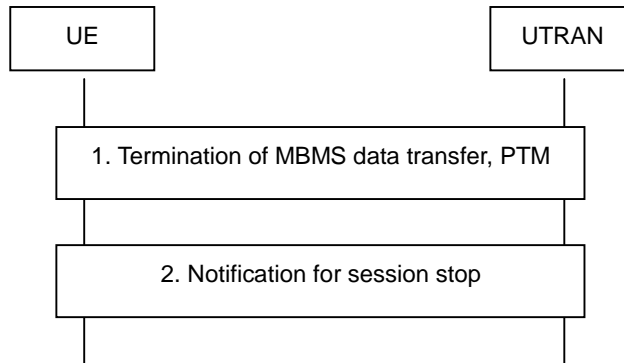 UE
UTRAN
1. Termination of MBMS data transfer, PTM
2. Notification for session stop